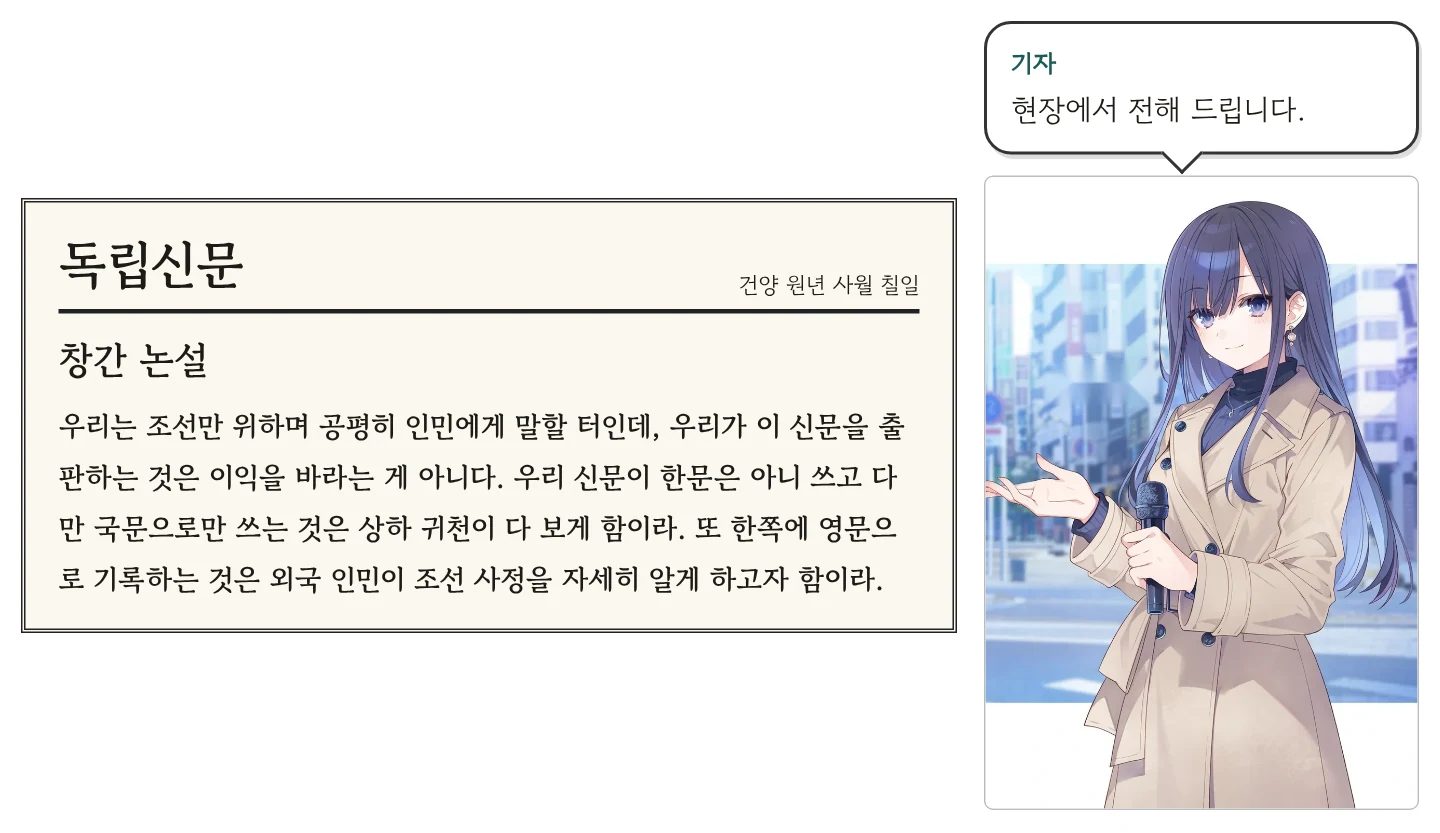 독립신문
건양 원년 사월 칠일
창간 논설
우리는 조선만 위하며 공평히 인민에게 말할 터인데, 우리가 이 신문을 출
판하는 것은 이익을 바라는 게 아니다. 우리 신문이 한문은 아니 쓰고 다
만 국문으로만 쓰는 것은 상하 귀천이 다 보게 함이라. 또 한쪽에 영문으
로 기록하는 것은 외국 인민이 조선 사정을 자세히 알게 하고자 함이라.
기자
현장에서 전해 드립니다.